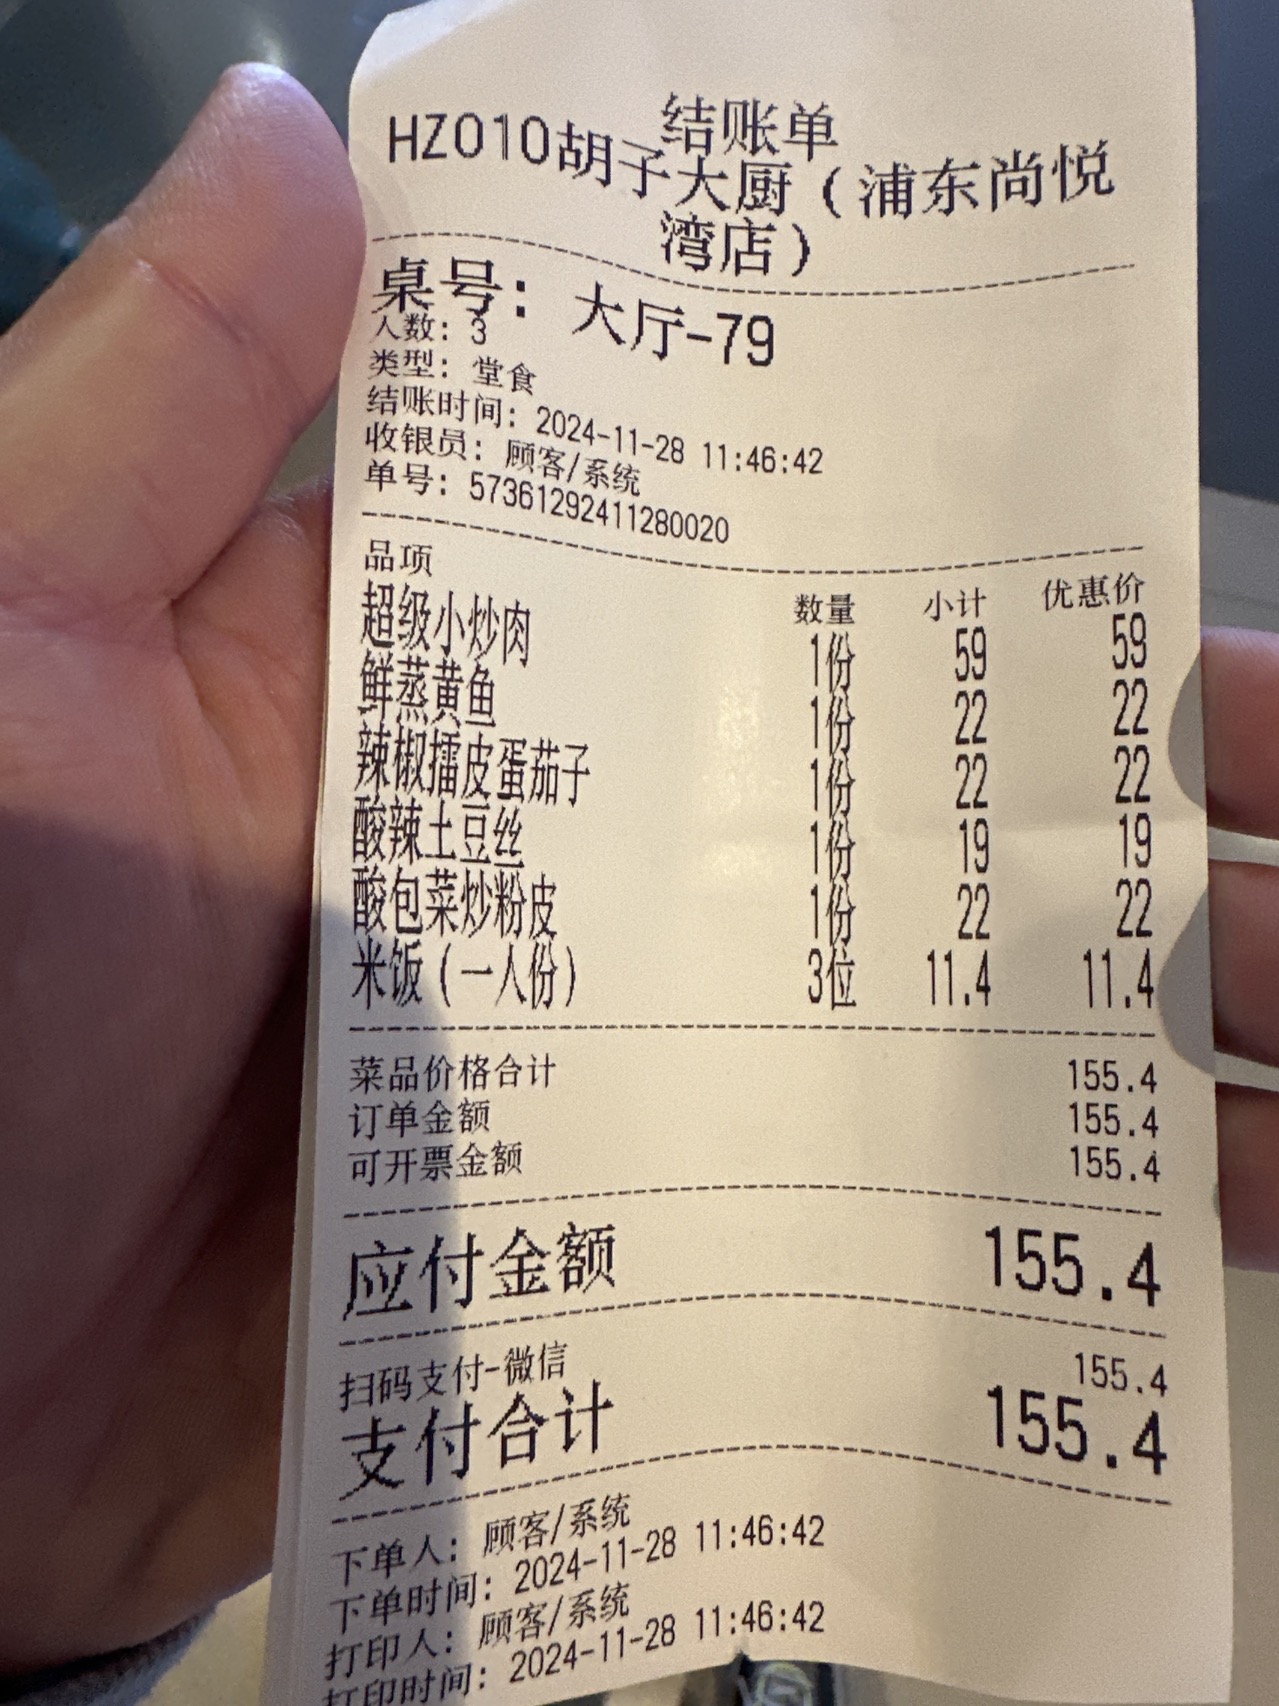 结账单
HZ010胡子大厨（浦东尚悦
湾店）
桌号： 大厅-79
人数：3
类型： 堂食
结账时间：2024-11-28 11:46:42
收银员：顾客/系统
单号：57361292411280020
品项 数量 小计 优惠价
超级小炒肉 1份 59 59
鲜蒸黄鱼 1份 22 22
辣椒擂皮蛋茄子 1份 22 22
酸辣土豆丝 1份 19 19
酸包菜炒粉皮 1份 22 22
米饭（一人份） 3位 11.4 11.4
菜品价格合计 155.4
订单金额 155.4
可开票金额 155.4
应付金额 155.4
扫码支付-微信 155.4
支付合计 155.4
下单人：顾客/系统
下单时间：2024-11-28 11:46:42
打印人：顾客/系统
打印时间：2024-11-28 11:46:42